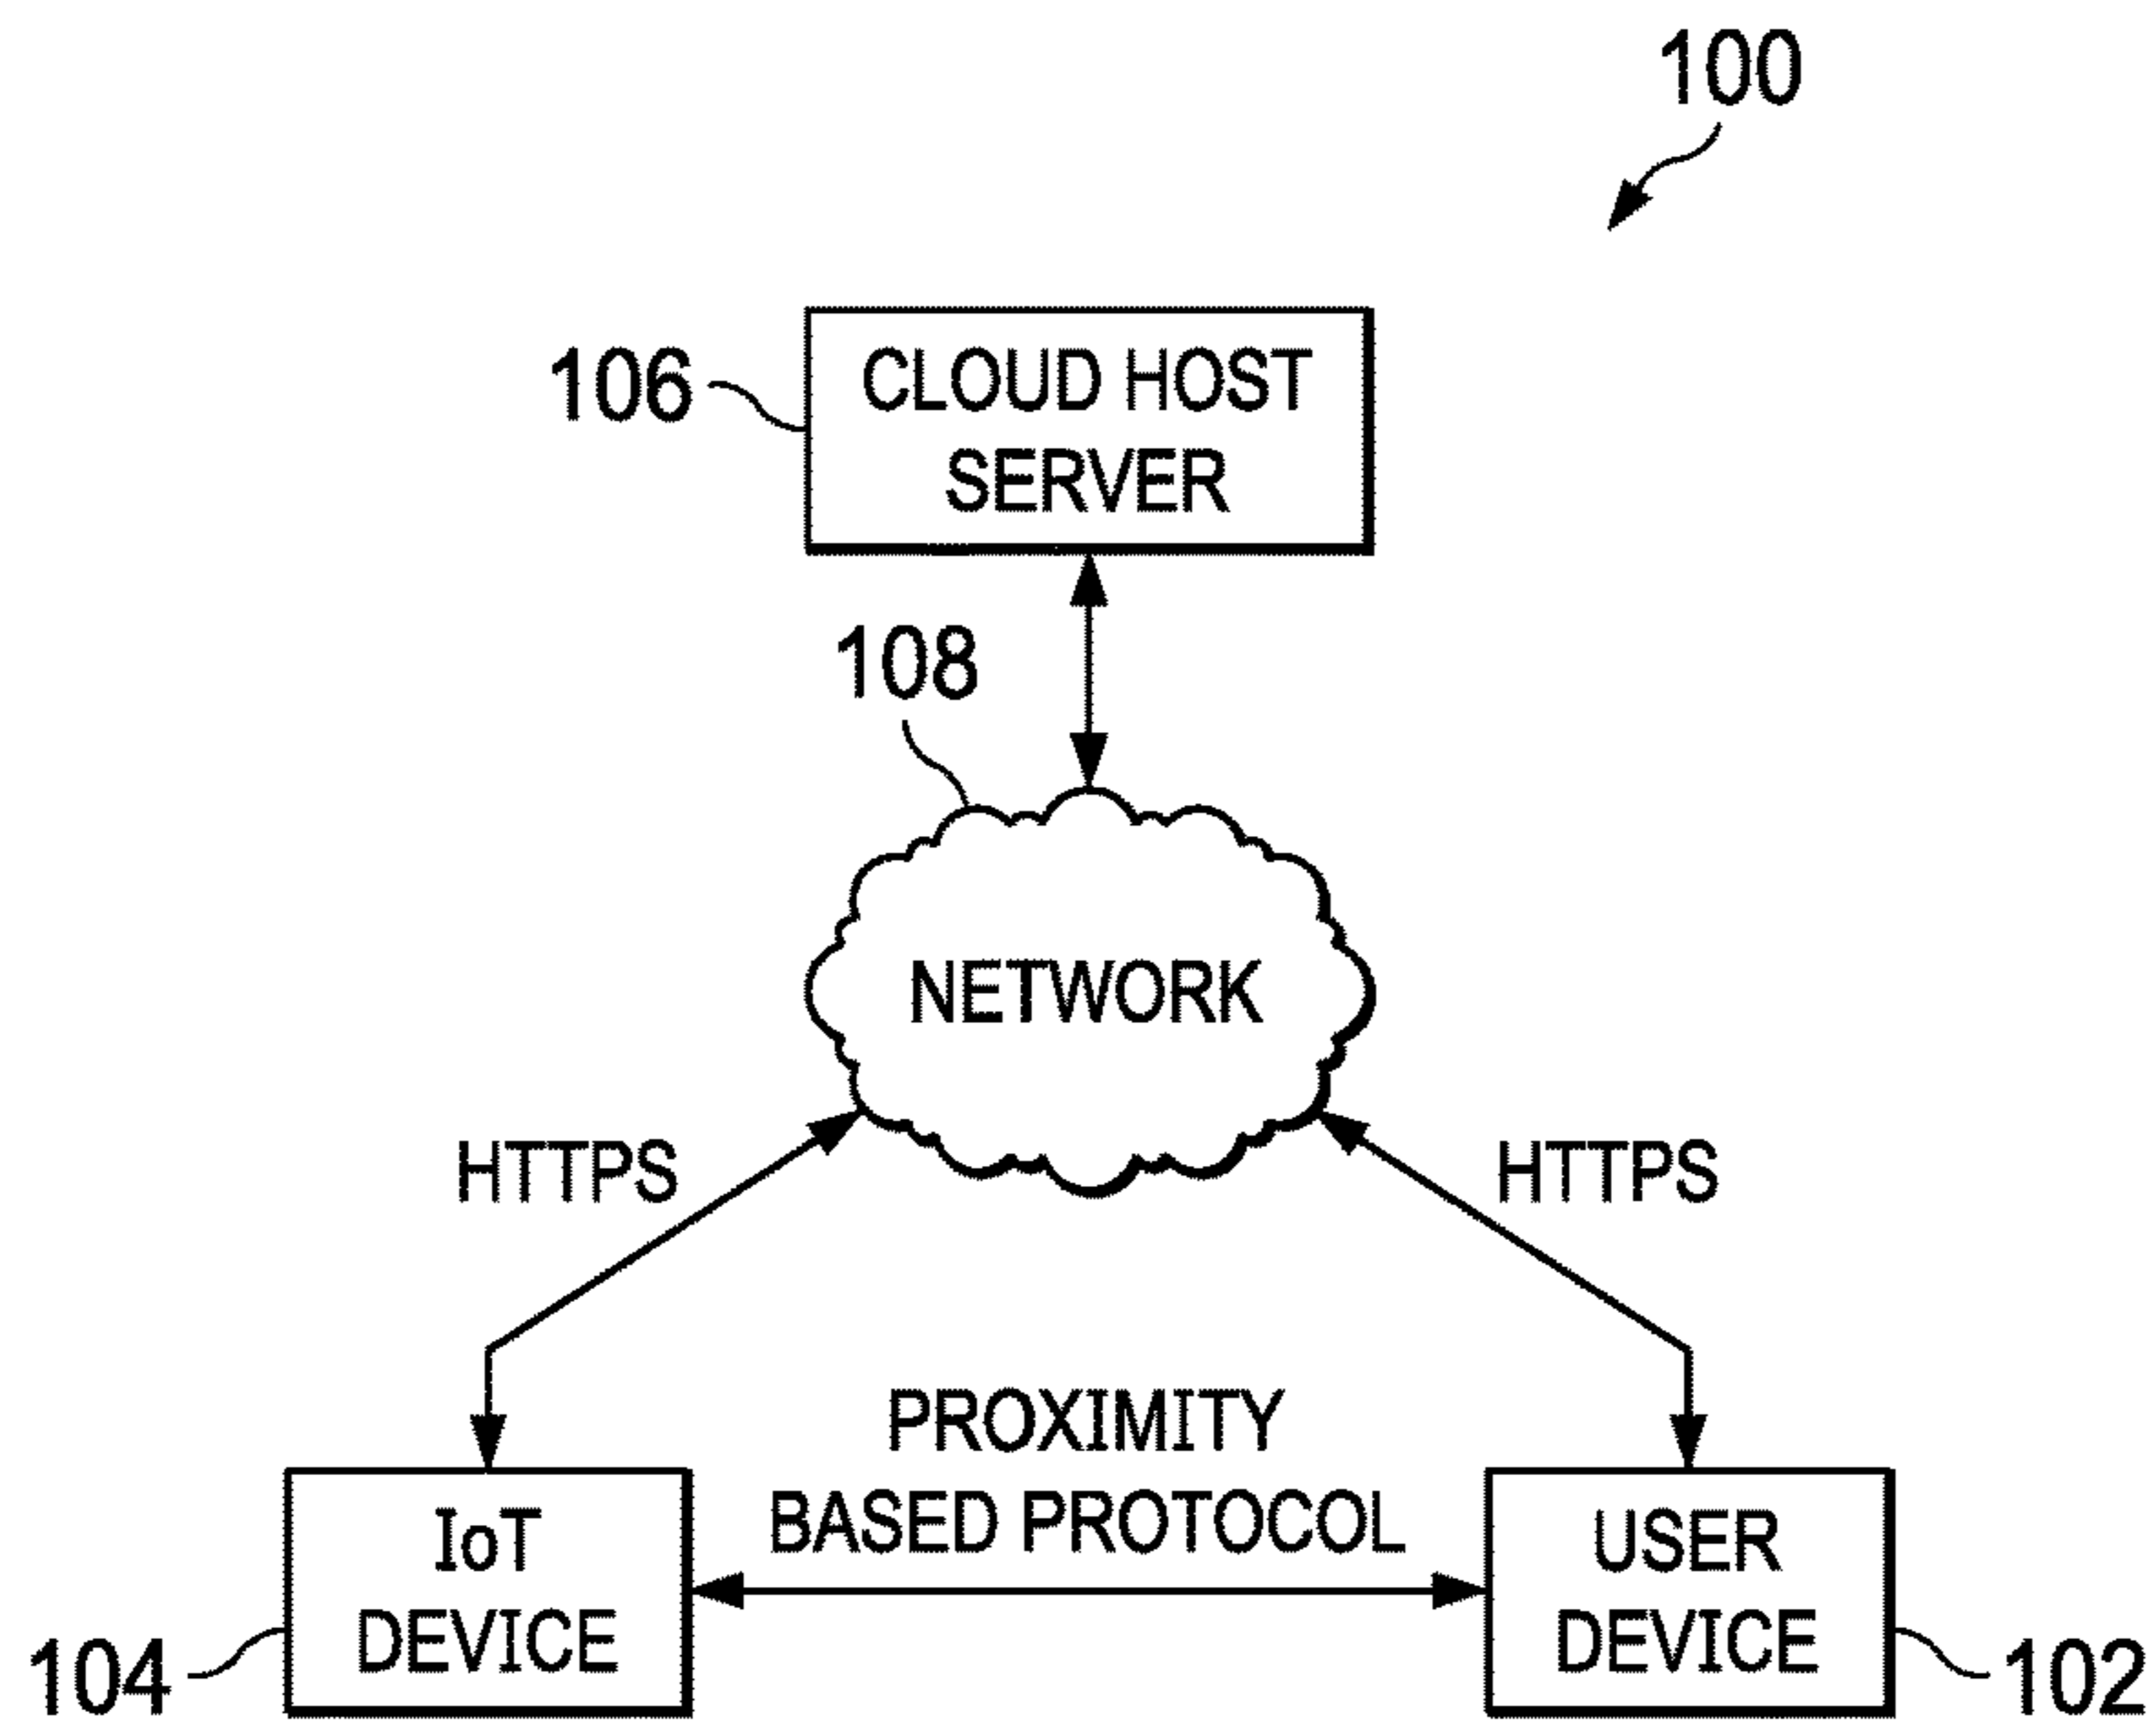 100
106
CLOUD HOST
SERVER
108
NETWORK
HTTPS
HTTPS
PROXIMITY
BASED PROTOCOL
IoT
DEVICE
104
USER
DEVICE
102